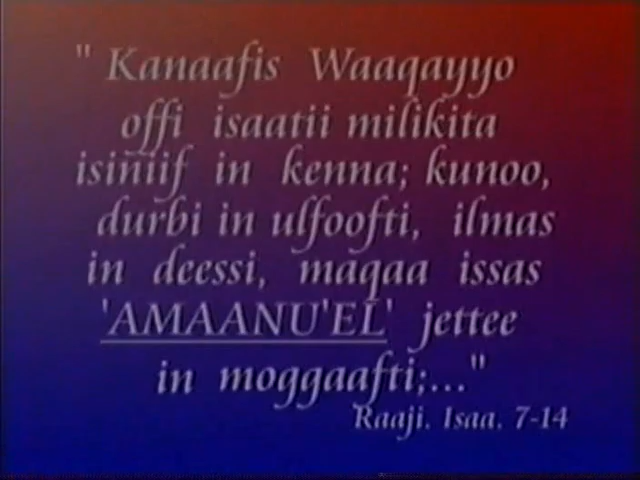 " Kanaafis Waaqayyo
offi isaatii milikita
isiniif in kenna; kunoo,
durbi in ulfoofti, ilmas
in deessi, maqaa issas
'AMAANU'EL' jettee
in moggaafti;..."
Raaji. Isaa. 7-14